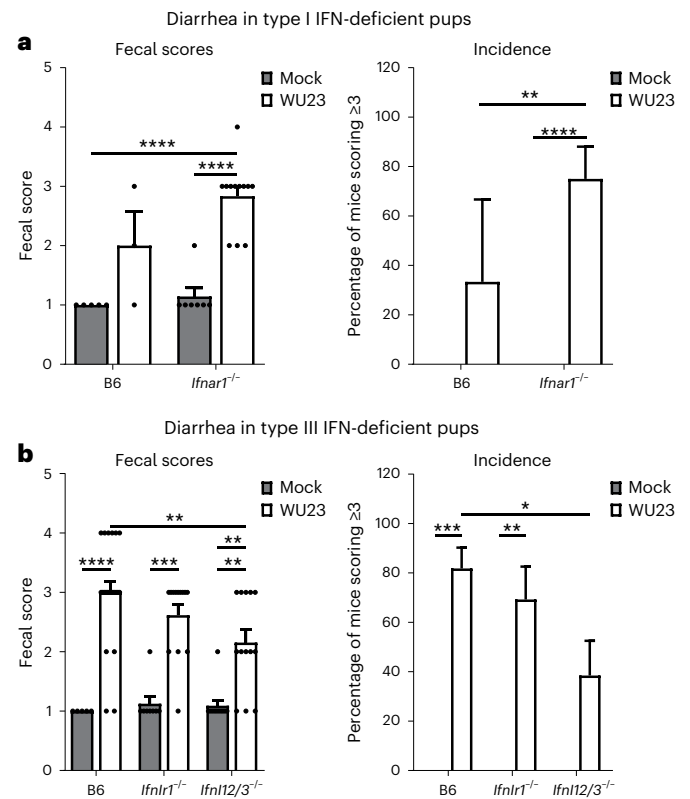 Diarrhea in type I IFN-deficient pups
a
Fecal scores
Incidence
5
4
3
2
1
0
Fecal score
Mock
WU23
****
****
B6
Ifnar1⁻/⁻
120
100
80
60
40
20
0
Percentage of mice scoring ≥3
Mock
WU23
**
****
B6
Ifnar1⁻/⁻
Diarrhea in type III IFN-deficient pups
b
Fecal scores
Incidence
5
4
3
2
1
0
Fecal score
Mock
WU23
**
**
****
***
**
B6
Ifnlr1⁻/⁻
Ifnl12/3⁻/⁻
120
100
80
60
40
20
0
Percentage of mice scoring ≥3
Mock
WU23
*
***
**
B6
Ifnlr1⁻/⁻
Ifnl12/3⁻/⁻